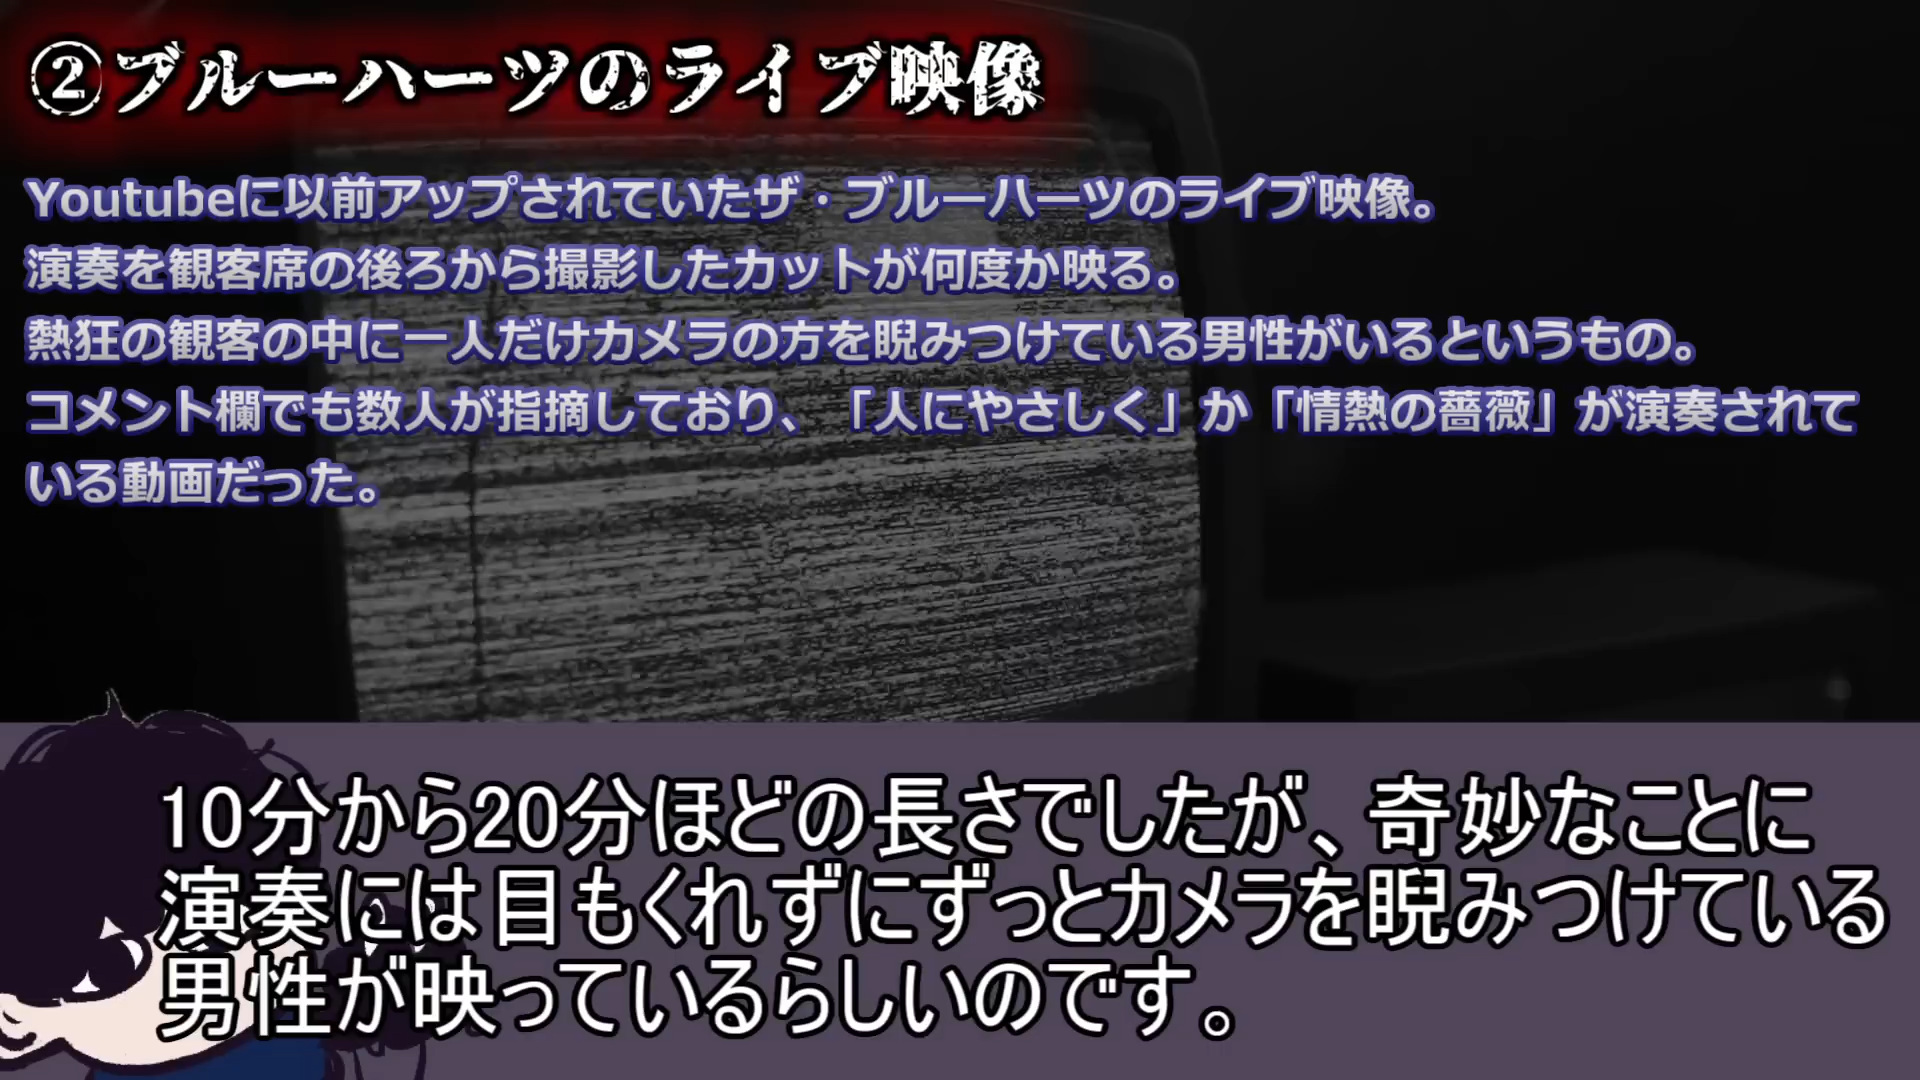 ②ブルーハーツのライブ映像
Youtubeに以前アップされていたザ・ブルーハーツのライブ映像。
演奏を観客席の後ろから撮影したカットが何度か映る。
熱狂の観客の中に一人だけカメラの方を睨みつけている男性がいるというもの。
コメント欄でも数人が指摘しており、「人にやさしく」か「情熱の薔薇」が演奏されて
いる動画だった。
10分から20分ほどの長さでしたが、奇妙なことに
演奏には目もくれずにずっとカメラを睨みつけている
男性が映っているらしいのです。